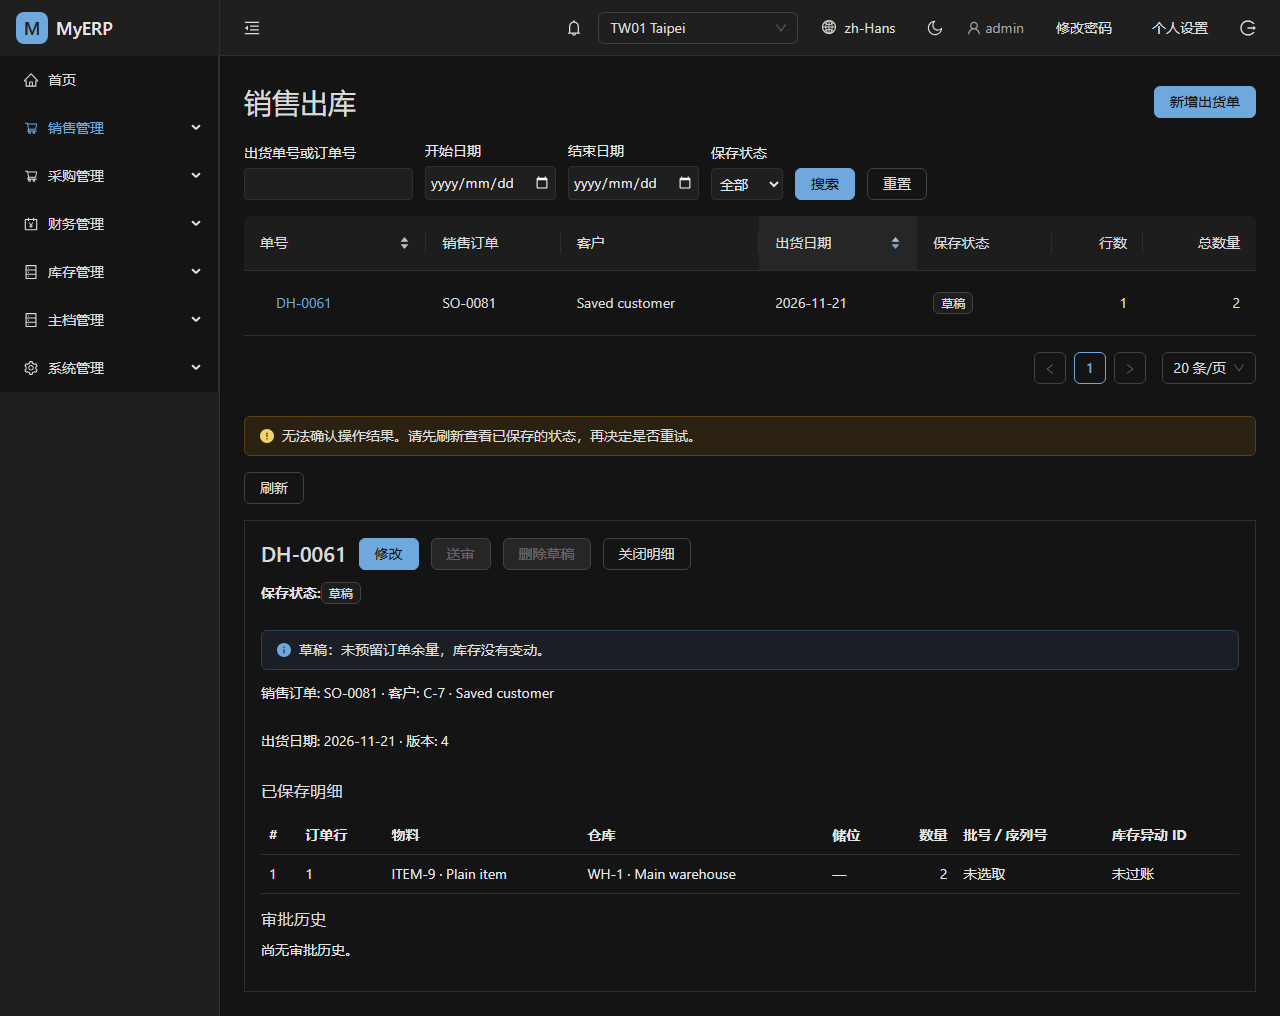 M MyERP
TW01 Taipei zh-Hans admin 修改密码 个人设置
首页
销售管理
采购管理
财务管理
库存管理
主档管理
系统管理
销售出库 新增出货单
出货单号或订单号 开始日期 结束日期 保存状态
yyyy/mm/dd yyyy/mm/dd 全部 搜索 重置
单号 销售订单 客户 出货日期 保存状态 行数 总数量
DH-0061 SO-0081 Saved customer 2026-11-21 草稿 1 2
< 1 > 20 条/页
无法确认操作结果。请先刷新查看已保存的状态，再决定是否重试。
刷新
DH-0061 修改 送审 删除草稿 关闭明细
保存状态: 草稿
草稿：未预留订单余量，库存没有变动。
销售订单: SO-0081 · 客户: C-7 · Saved customer
出货日期: 2026-11-21 · 版本: 4
已保存明细
# 订单行 物料 仓库 储位 数量 批号 / 序列号 库存异动 ID
1 1 ITEM-9 · Plain item WH-1 · Main warehouse — 2 未选取 未过账
审批历史
尚无审批历史。